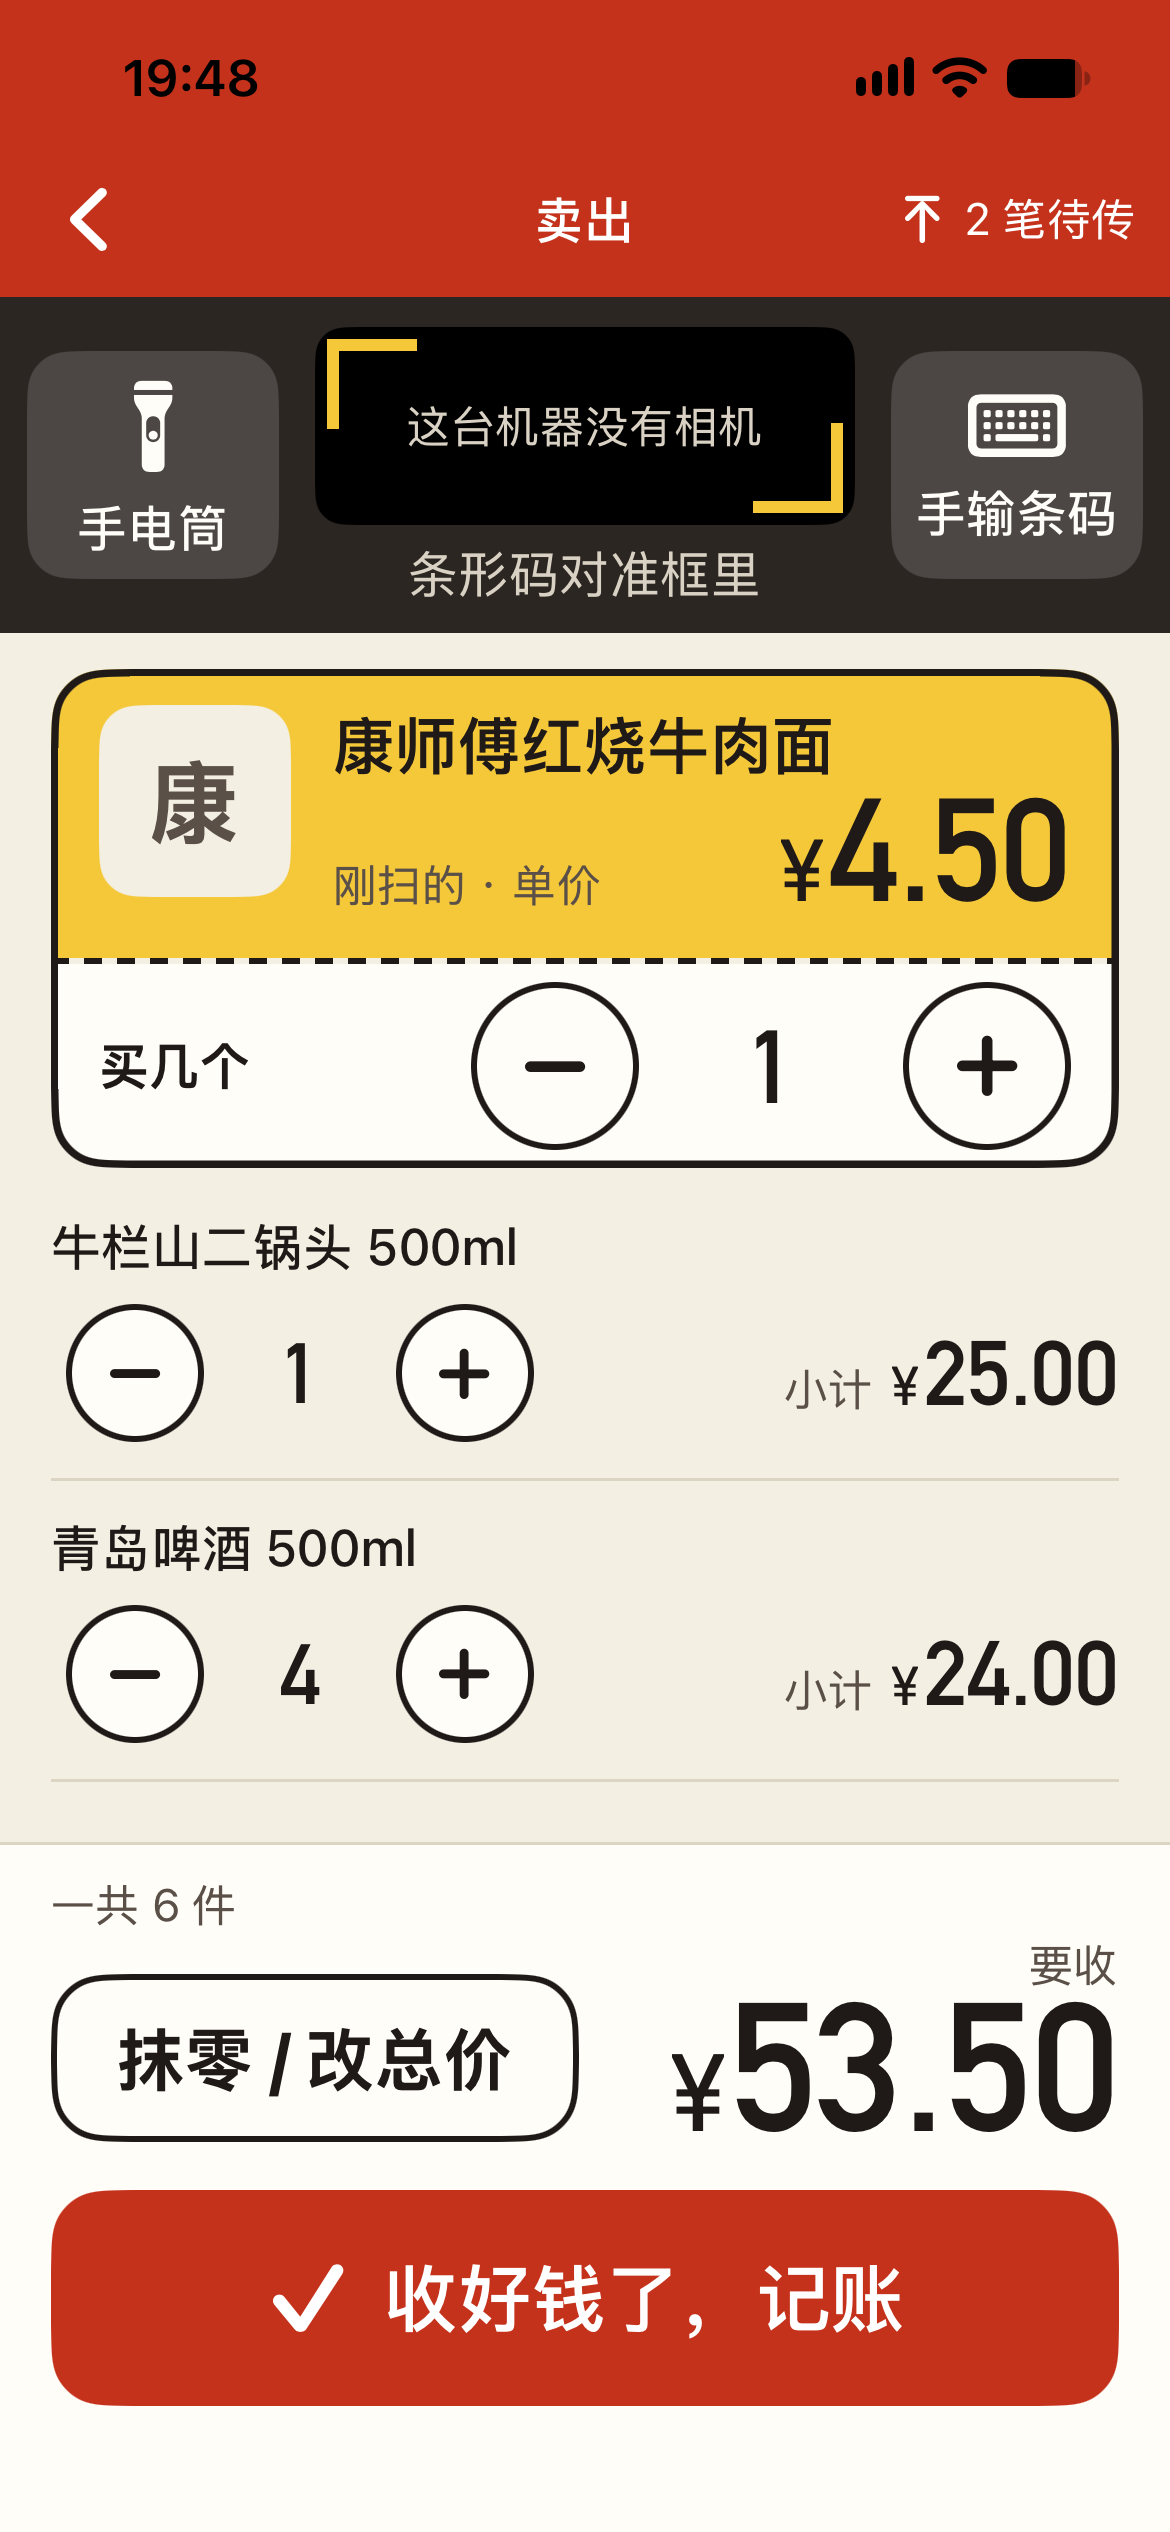 19:48
卖出
2 笔待传
手电筒
这台机器没有相机
条形码对准框里
手输条码
康
康师傅红烧牛肉面
刚扫的 · 单价
¥4.50
买几个
1
牛栏山二锅头 500ml
1
小计 ¥25.00
青岛啤酒 500ml
4
小计 ¥24.00
一共 6 件
要收
抹零 / 改总价
¥53.50
收好钱了，记账